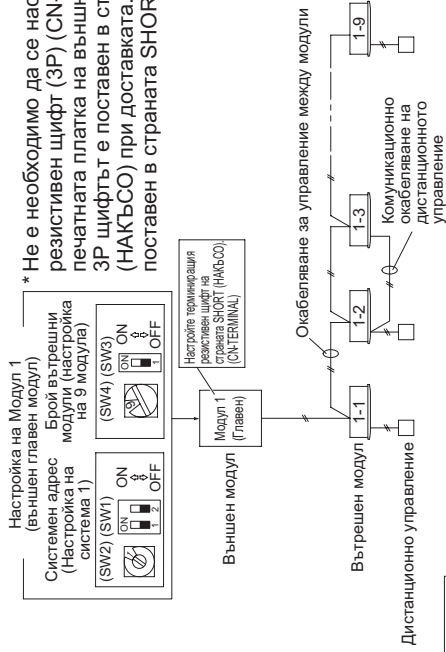 Настройка на Модул 1
(външен главен модул)
Системен адрес
(Настройка на
система 1)
Брой вътрешни
модули (настройка
на 9 модула)
(SW2) (SW1)
ON
ON
OFF
1 2
(SW4) (SW3)
9
ON
ON
OFF
1
* Не е необходимо да се нас
резистивен щифт (3P) (CN-
печатната платка на външн
3P щифтът е поставен в ст
(НАКЪСО) при доставката.
поставен в страната SHOR
Настройте терминиращия
резистивен щифт на
страната SHORT (НАКЪСО).
(CN-TERMINAL)
Външен модул
Модул 1
(Главен)
Окабеляване за управление между модули
Вътрешен модул
1-1
1-2
1-3
1-9
Комуникационно
окабеляване на
дистанционното
управление
Дистанционно управление